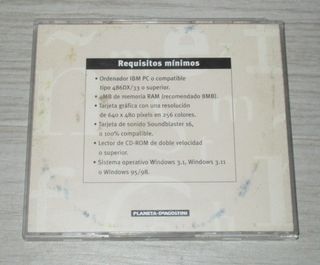 Requisitos mínimos
• Ordenador IBM PC o compatible
tipo 486DX/33 o superior.
• 4MB de memoria RAM (recomendado 8MB).
• Tarjeta gráfica con una resolución
de 640 x 480 píxels en 256 colores.
• Tarjeta de sonido Soundblaster 16,
o 100% compatible.
• Lector de CD-ROM de doble velocidad
o superior.
• Sistema operativo Windows 3.1, Windows 3.11
o Windows 95/98.
PLANETA-DEAGOSTINI